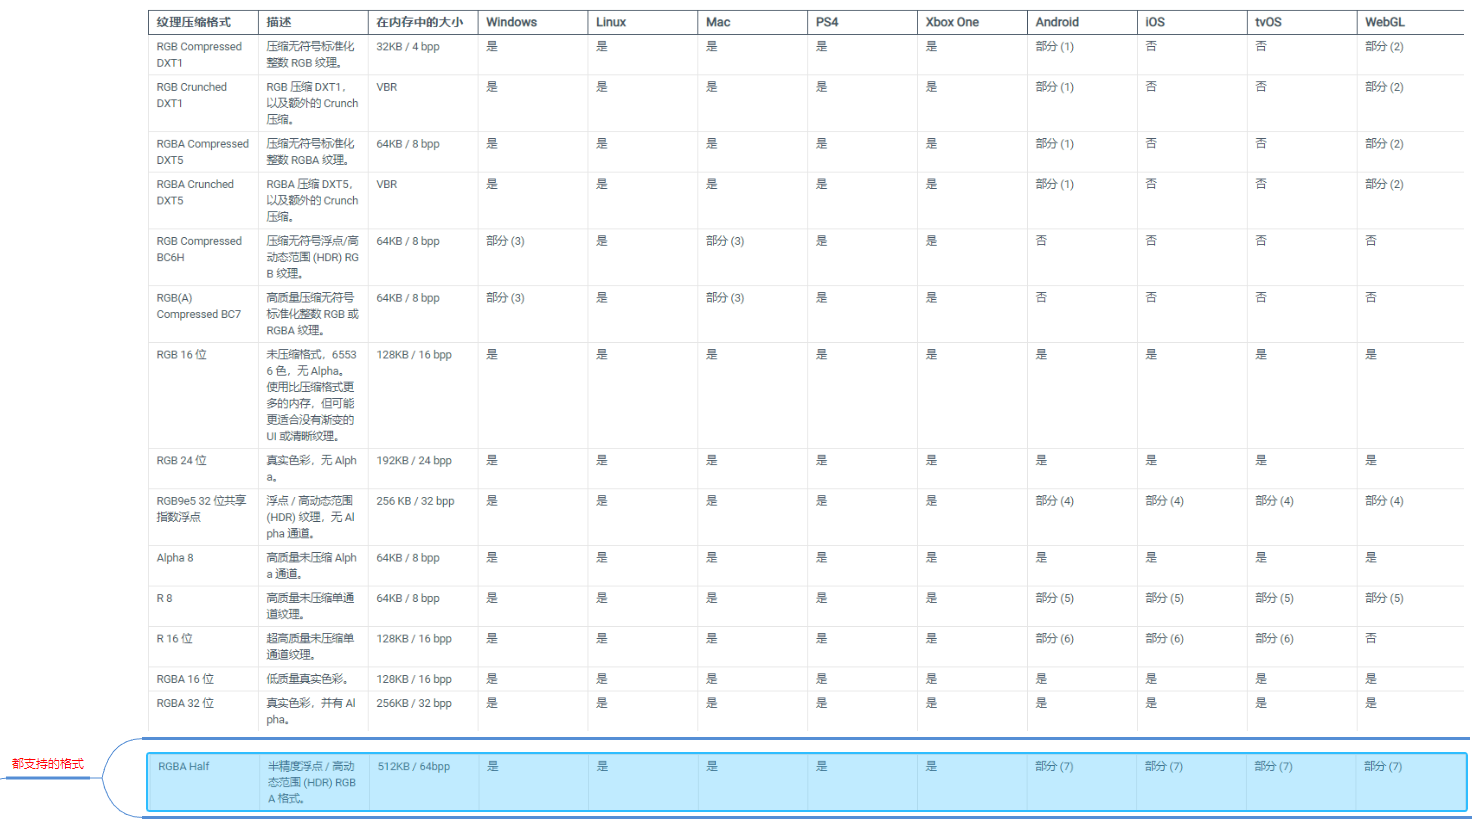 纹理压缩格式 描述 在内存中的大小 Windows Linux Mac PS4 Xbox One Android iOS tvOS WebGL
RGB Compressed 压缩无符号标准化 32KB / 4 bpp 是 是 是 是 是 部分 (1) 否 否 部分 (2)
DXT1 整数 RGB 纹理。
RGB Crunched RGB 压缩 DXT1， VBR 是 是 是 是 是 部分 (1) 否 否 部分 (2)
DXT1 以及额外的 Crunch
压缩。
RGBA Compressed 压缩无符号标准化 64KB / 8 bpp 是 是 是 是 是 部分 (1) 否 否 部分 (2)
DXT5 整数 RGBA 纹理。
RGBA Crunched RGBA 压缩 DXT5， VBR 是 是 是 是 是 部分 (1) 否 否 部分 (2)
DXT5 以及额外的 Crunch
压缩。
RGB Compressed 压缩无符号浮点/高 64KB / 8 bpp 部分 (3) 是 部分 (3) 是 是 否 否 否 否
BC6H 动态范围 (HDR) RG
B 纹理。
RGB(A) 高质量压缩无符号 64KB / 8 bpp 部分 (3) 是 部分 (3) 是 是 否 否 否 否
Compressed BC7 标准化整数 RGB 或
RGBA 纹理。
RGB 16 位 未压缩格式，6553 128KB / 16 bpp 是 是 是 是 是 是 是 是 是
6 色，无 Alpha。
使用比压缩格式更
多的内存，但可能
更适合没有渐变的
UI 或清晰纹理。
RGB 24 位 真实色彩，无 Alph 192KB / 24 bpp 是 是 是 是 是 是 是 是 是
a。
RGB9e5 32 位共享 浮点 / 高动态范围 256 KB / 32 bpp 是 是 是 是 是 部分 (4) 部分 (4) 部分 (4) 部分 (4)
指数浮点 (HDR) 纹理，无 Al
pha 通道。
Alpha 8 高质量未压缩 Alph 64KB / 8 bpp 是 是 是 是 是 是 是 是 是
a 通道。
R 8 高质量未压缩单通 64KB / 8 bpp 是 是 是 是 是 部分 (5) 部分 (5) 部分 (5) 部分 (5)
道纹理。
R 16 位 超高质量未压缩单 128KB / 16 bpp 是 是 是 是 是 部分 (6) 部分 (6) 部分 (6) 否
通道纹理。
RGBA 16 位 低质量真实色彩。 128KB / 16 bpp 是 是 是 是 是 是 是 是 是
RGBA 32 位 真实色彩，并有 Al 256KB / 32 bpp 是 是 是 是 是 是 是 是 是
pha。
都支持的格式
RGBA Half 半精度浮点 / 高动 512KB / 64bpp 是 是 是 是 是 部分 (7) 部分 (7) 部分 (7) 部分 (7)
态范围 (HDR) RGB
A 格式。